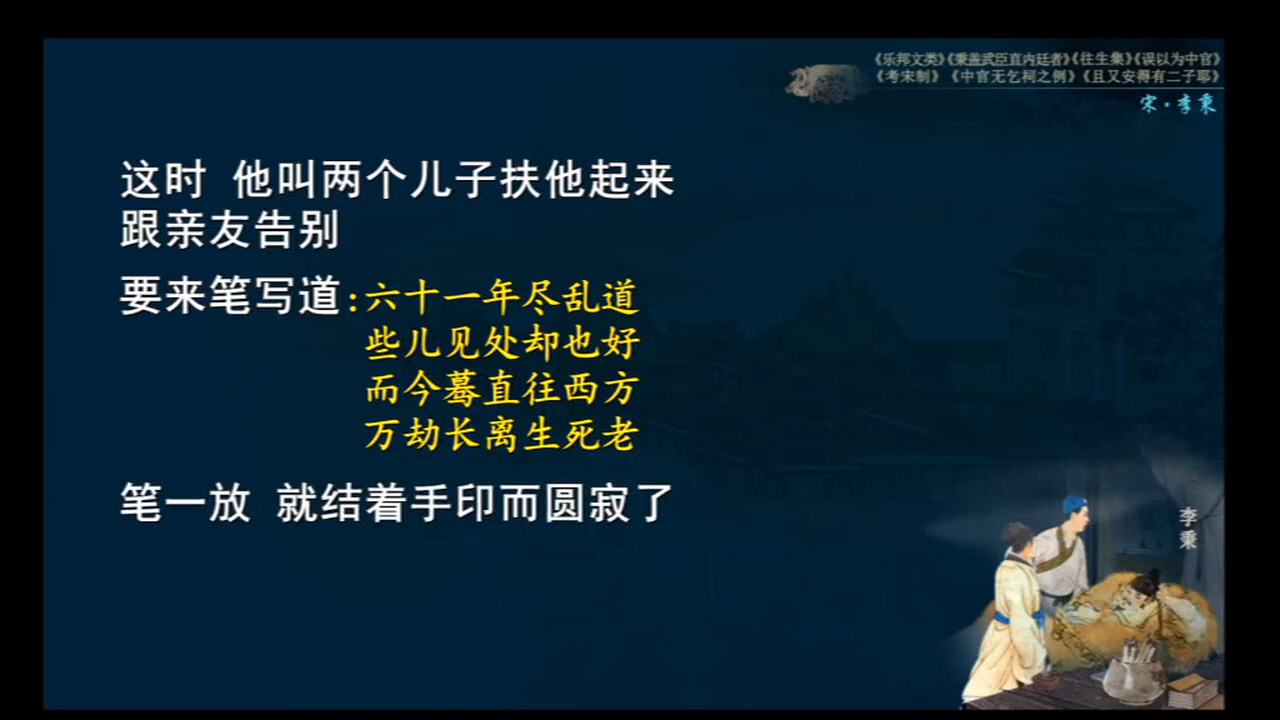 《乐邦文类》《秉盖武臣直内廷者》《往生集》《误以为中官》
《考宋制》《中官无乞祠之例》《且又安得有二子耶》
宋·李秉
这时 他叫两个儿子扶他起来
跟亲友告别
要来笔写道:六十一年尽乱道
些儿见处却也好
而今蓦直往西方
万劫长离生死老
笔一放 就结着手印而圆寂了
李秉